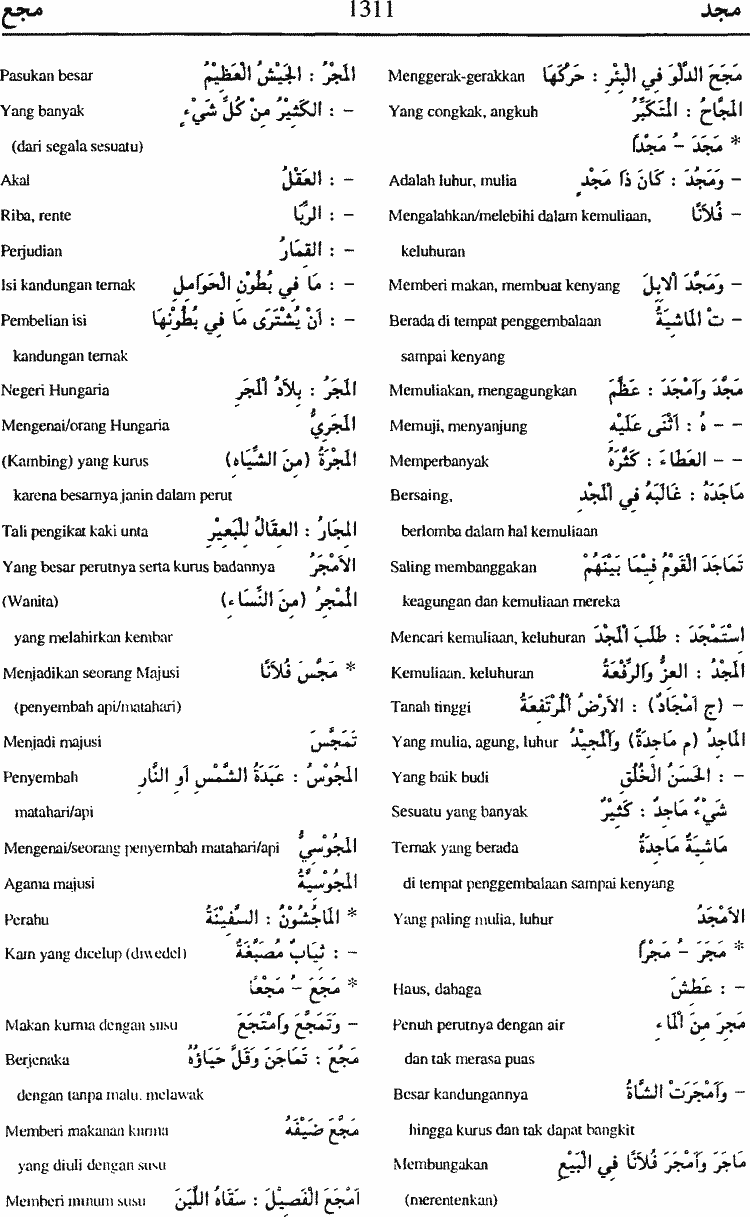 مجد 1311 مجع
مَجَحَ الدَّلْوَ فِي الْبِئْرِ : حَرَّكَهَا Menggerak-gerakkan
الْمَجَّاحُ : الْمُتَكَبِّرُ Yang congkak, angkuh
* مَجَدَ – ُ مَجْدًا
– وَمَجُدَ : كَانَ ذَا مَجْدٍ Adalah luhur, mulia
– فُلَانًا Mengalahkan/melebihi dalam kemuliaan,
keluhuran
– وَمَجَّدَ الْاِبِلَ Memberi makan, membuat kenyang
– تْ الْمَاشِيَةُ Berada di tempat penggembalaan
sampai kenyang
مَجَّدَ وَأَمْجَدَ : عَظَّمَ Memuliakan, mengagungkan
– – هُ : اَثْنَى عَلَيْهِ Memuji, menyanjung
– – الْعَطَاءَ : كَثَّرَهُ Memperbanyak
مَاجَدَهُ : غَالَبَهُ فِي الْمَجْدِ Bersaing,
berlomba dalam hal kemuliaan
تَمَاجَدَ الْقَوْمُ فِيمَا بَيْنَهُمْ Saling membanggakan
keagungan dan kemuliaan mereka
اسْتَمْجَدَ : طَلَبَ الْمَجْدَ Mencari kemuliaan, keluhuran
الْمَجْدُ : العِزُّ وَالرِّفْعَةُ Kemuliaan. keluhuran
– (ج أَمْجَادٌ) : الْاَرْضُ الْمُرْتَفِعَةُ Tanah tinggi
الْمَاجِدُ (م مَاجِدَةٌ) وَالْمَجِيْدُ Yang mulia, agung, luhur
– : الْحَسَنُ الْخُلُقِ Yang baik budi
شَيْءٌ مَاجِدٌ : كَثِيْرٌ Sesuatu yang banyak
مَاشِيَةٌ مَاجِدَةٌ Ternak yang berada
di tempat penggembalaan sampai kenyang
الْاَمْجَدُ Yang paling mulia, luhur
* مَجَرَ – ُ مَجْرًا
– : عَطِشَ Haus, dahaga
مَجِرَ مِنَ الْمَاءِ Penuh perutnya dengan air
dan tak merasa puas
– وَأَمْجَرَتْ الشَّاةُ Besar kandungannya
hingga kurus dan tak dapat bangkit
مَاجَرَ وَأَمْجَرَ فُلَانًا فِي الْبَيْعِ Membungakan
(merentenkan)
الْمَجْرُ : الْجَيْشُ الْعَظِيْمُ Pasukan besar
– : الْكَثِيْرُ مِنْ كُلِّ شَيْءٍ Yang banyak
(dari segala sesuatu)
– : العَقْلُ Akal
– : الرِّبَا Riba, rente
– : القِمَارُ Perjudian
– : مَا فِي بُطُوْنِ الْحَوَامِلِ Isi kandungan ternak
– : أَنْ يُشْتَرَى مَا فِي بُطُوْنِهَا Pembelian isi
kandungan ternak
الْمَجَرُ : بِلَادُ الْمَجَرِ Negeri Hungaria
الْمَجَرِيُّ Mengenai/orang Hungaria
الْمَجْرَةُ (مِنَ الشِّيَاهِ) (Kambing) yang kurus
karena besarnya janin dalam perut
الْمِجَارُ : العِقَالُ لِلْبَعِيْرِ Tali pengikat kaki unta
الْاَمْجَرُ Yang besar perutnya serta kurus badannya
الْمُمْجِرُ (مِنَ النِّسَاءِ) (Wanita)
yang melahirkan kembar
* مَجَّسَ فُلَانًا Menjadikan seorang Majusi
(penyembah api/matahari)
تَمَجَّسَ Menjadi majusi
الْمَجُوْسُ : عَبَدَةُ الشَّمْسِ أَوِ النَّارِ Penyembah
matahari/api
الْمَجُوْسِيُّ Mengenai/seorang penyembah matahari/api
الْمَجُوْسِيَّةُ Agama majusi
* الْمَاجِشُوْنُ : السَّفِيْنَةُ Perahu
– : ثِيَابٌ مُصَبَّغَةٌ Kain yang dicelup (diwedel)
* مَجَعَ – َ مَجْعًا
– وَتَمَجَّعَ وَامْتَجَعَ Makan kurma dengan susu
مَجُعَ : تَمَاجَنَ وَقَلَّ حَيَاؤُهُ Berjenaka
dengan tanpa malu. melawak
مَجَّعَ ضَيْفَهُ Memberi makanan kurma
yang diuli dengan susu
اَمْجَعَ الْفَصِيْلَ : سَقَاهُ اللَّبَنَ Memberi minum susu